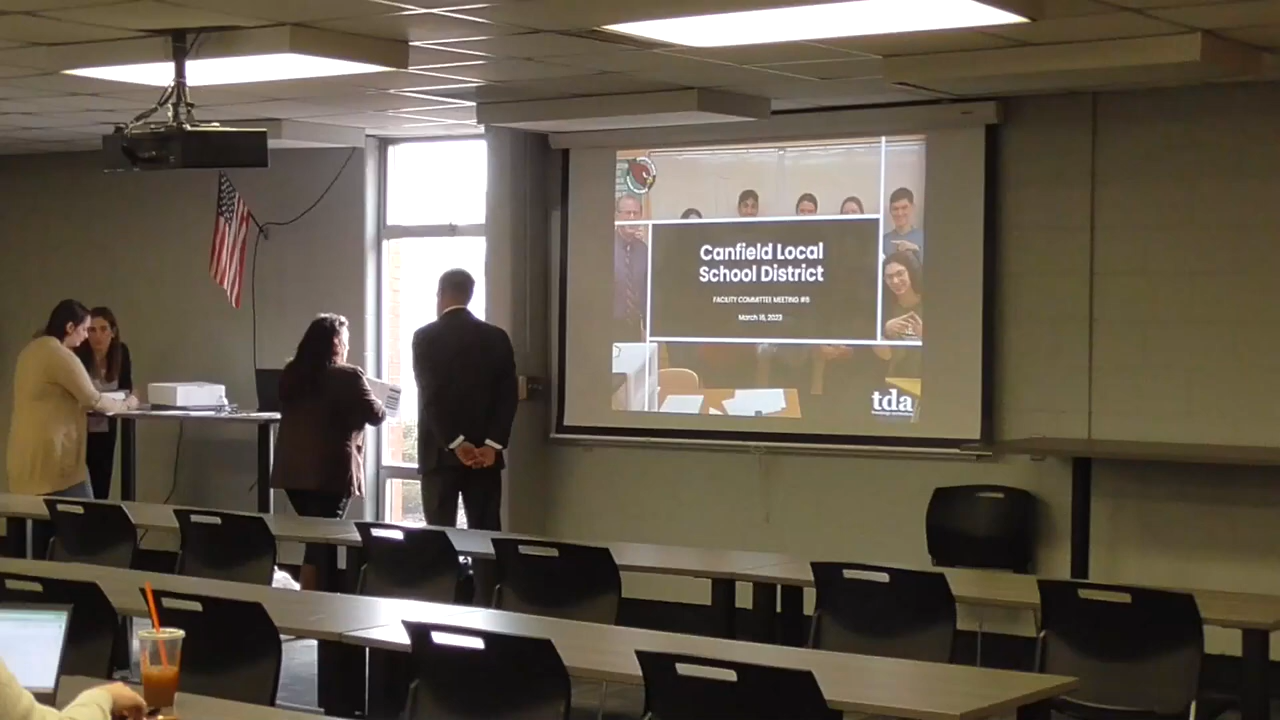 Canfield Local
School District
FACILITY COMMITTEE MEETING #5
March 16, 2023
tda